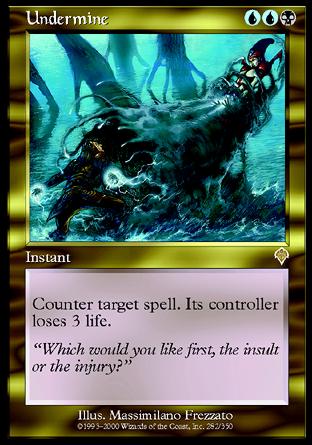 Undermine
Instant
Counter target spell. Its controller
loses 3 life.
“Which would you like first, the insult
or the injury?”
Illus. Massimiliano Frezzato
©1993–2000 Wizards of the Coast, Inc. 282/350